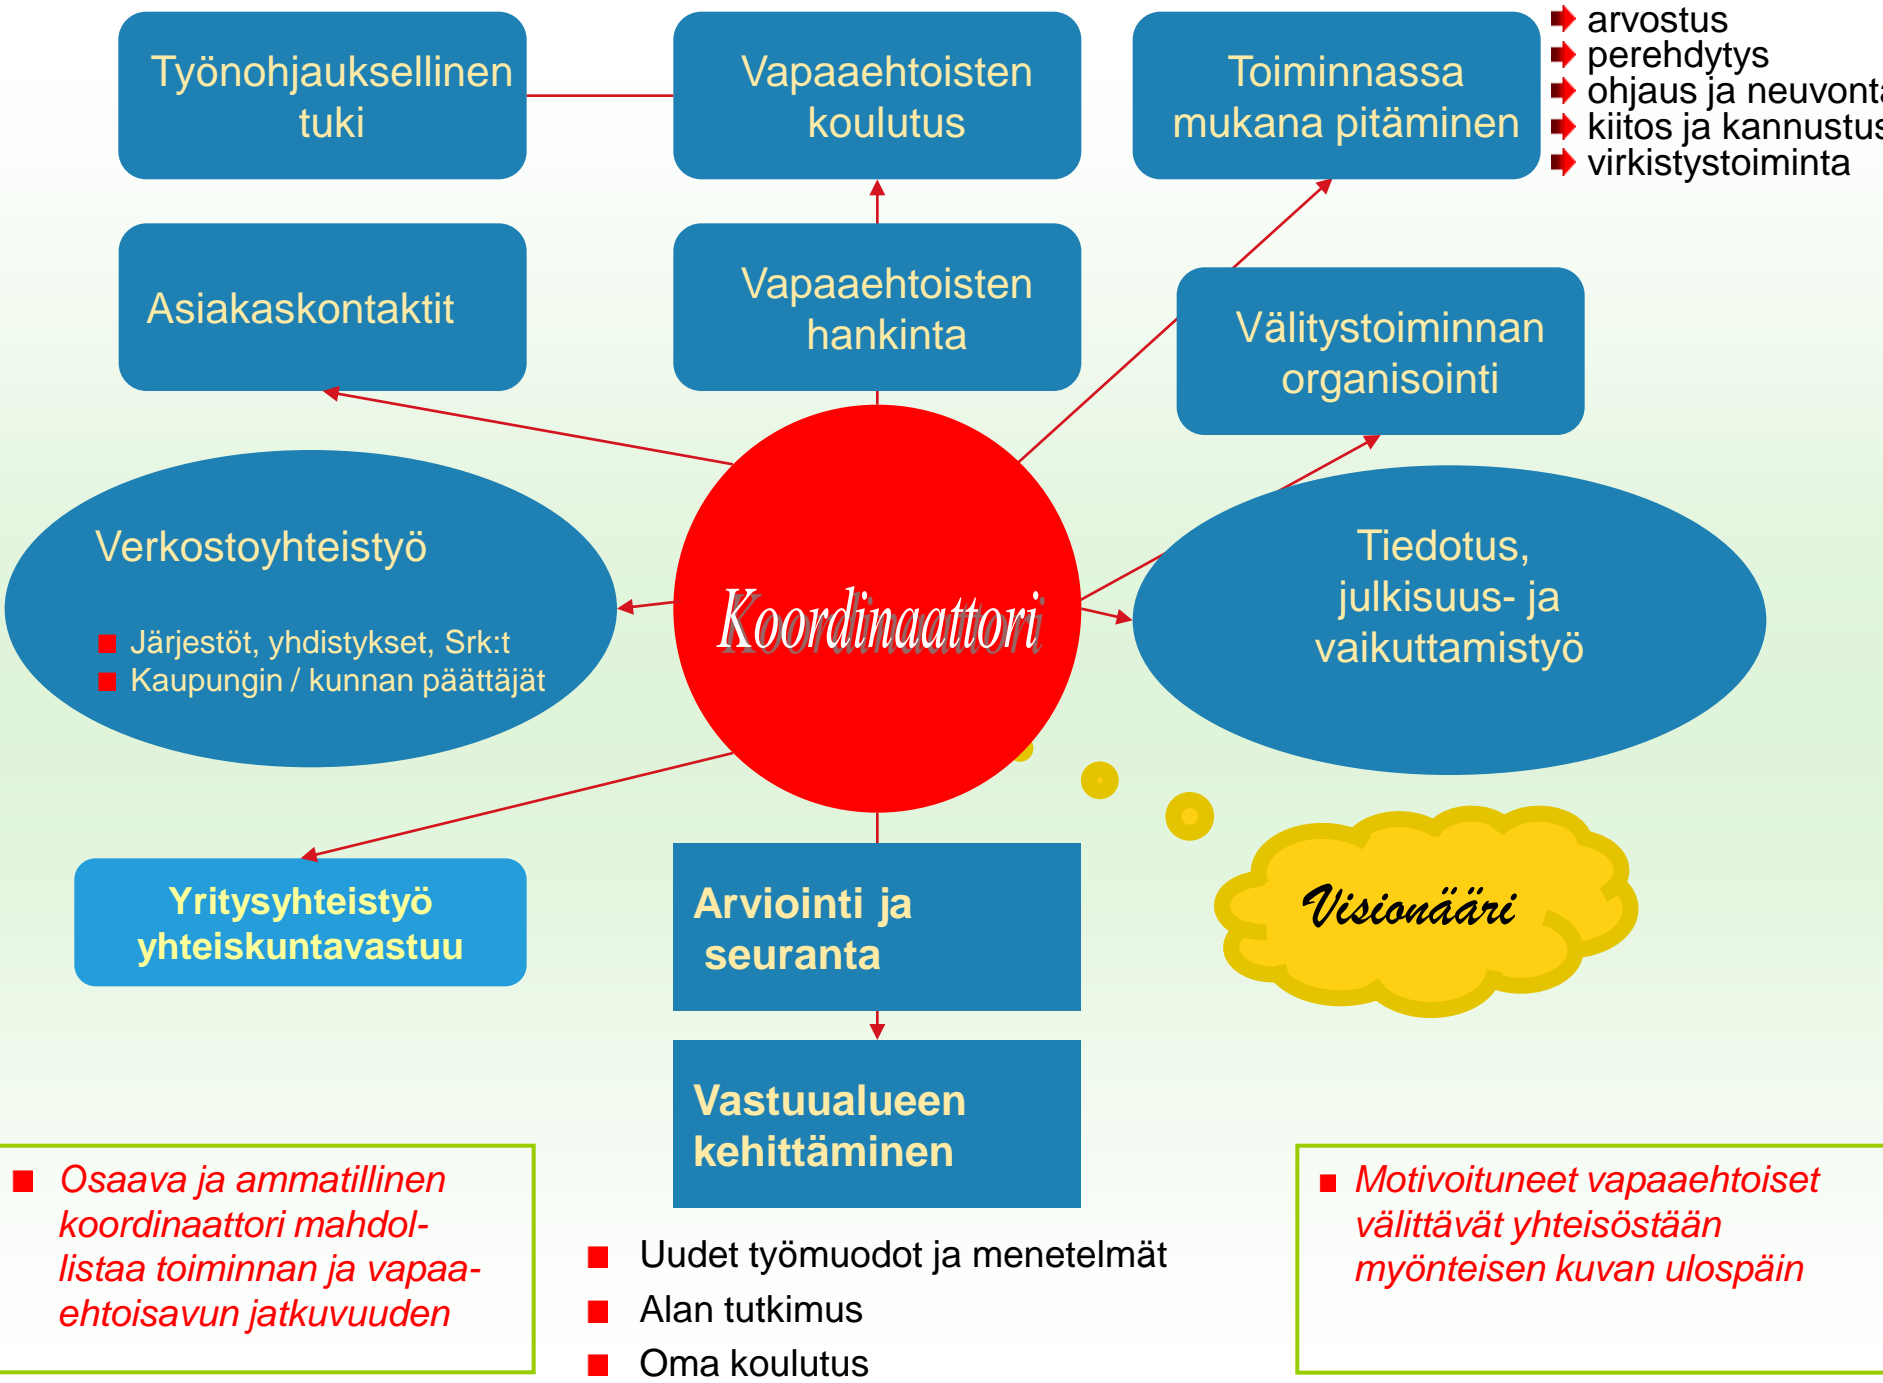 Työnohjauksellinen
tuki
Vapaaehtoisten
koulutus
Toiminnassa
mukana pitäminen
arvostus
perehdytys
ohjaus ja neuvonta
kiitos ja kannustus
virkistystoiminta
Asiakaskontaktit
Vapaaehtoisten
hankinta
Välitystoiminnan
organisointi
Verkostoyhteistyö
Järjestöt, yhdistykset, Srk:t
Kaupungin / kunnan päättäjät
Koordinaattori
Tiedotus,
julkisuus- ja
vaikuttamistyö
Yritysyhteistyö
yhteiskuntavastuu
Arviointi ja
seuranta
Visionääri
Vastuualueen
kehittäminen
Osaava ja ammatillinen
koordinaattori mahdol-
listaa toiminnan ja vapaa-
ehtoisavun jatkuvuuden
Uudet työmuodot ja menetelmät
Alan tutkimus
Oma koulutus
Motivoituneet vapaaehtoiset
välittävät yhteisöstään
myönteisen kuvan ulospäin